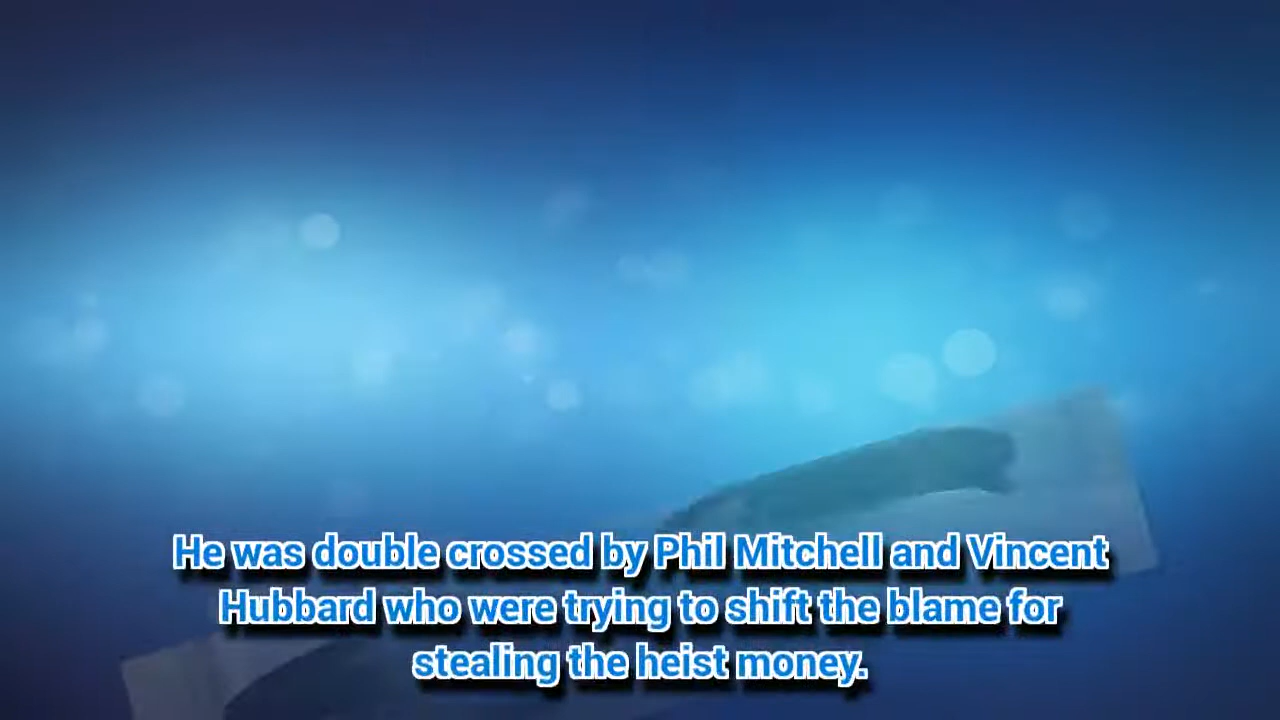 He was double crossed by Phil Mitchell and Vincent
Hubbard who were trying to shift the blame for
stealing the heist money.